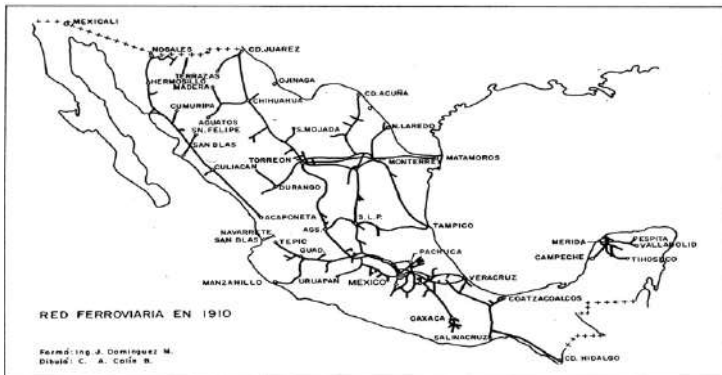 MEXICALI
NOGALES
CD.JUAREZ
TERRAZAS
HERMOSILLO
MADERA
OJINAGA
CD.ACUÑA
CUMURIPA
CHIHUAHUA
AGUATOS
SN.FELIPE
S.MOJADA
N.LAREDO
SAN BLAS
TORREON
MONTERREY
MATAMOROS
CULIACAN
DURANGO
ACAPONETA
S.L.P.
AGS.
TAMPICO
NAVARRETE
SAN BLAS
TEPIC
GUAD.
PACHUCA
MERIDA
ESPITA
VALLADOLID
CAMPECHE
TIHOSUCO
MANZANILLO
URUAPAN
MEXICO
VERACRUZ
COATZACOALCOS
RED FERROVIARIA EN 1910
OAXACA
SALINACRUZ
CD. HIDALGO
Formó: Ing. J. Dominguez M.
Dibujó: C. A. Colín B.